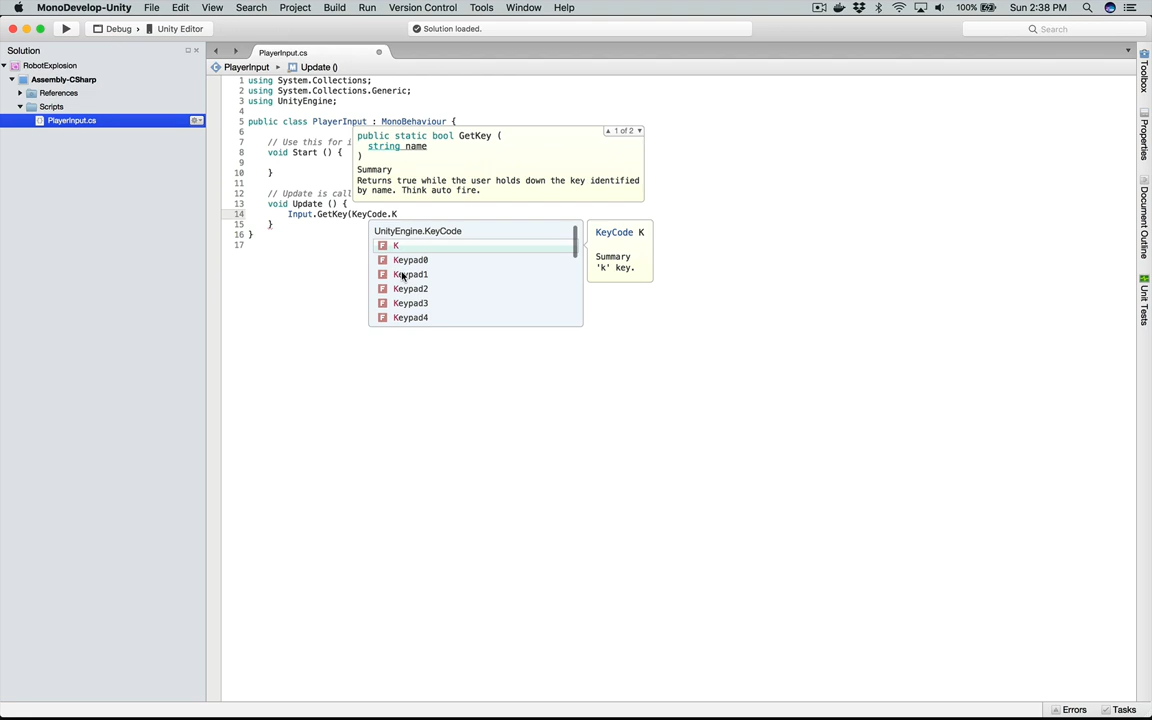 MonoDevelop-Unity File Edit View Search Project Build Run Version Control Tools Window Help 100% Sun 2:38 PM
Debug Unity Editor Solution loaded. Search
Solution
RobotExplosion
Assembly-CSharp
References
Scripts
PlayerInput.cs
PlayerInput.cs
PlayerInput Update ()
1 using System.Collections;
2 using System.Collections.Generic;
3 using UnityEngine;
4
5 public class PlayerInput : MonoBehaviour {
6
7 // Use this for i
8 void Start () {
9
10 }
11
12 // Update is call
13 void Update () {
14 Input.GetKey(KeyCode.K
15 }
16 }
17
public static bool GetKey (
string name
)
1 of 2
Summary
Returns true while the user holds down the key identified
by name. Think auto fire.
UnityEngine.KeyCode
K
Keypad0
Keypad1
Keypad2
Keypad3
Keypad4
KeyCode K
Summary
'k' key.
Toolbox
Properties
Document Outline
Unit Tests
Errors Tasks